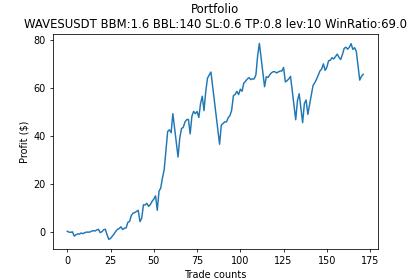 Portfolio
WAVESUSDT BBM:1.6 BBL:140 SL:0.6 TP:0.8 lev:10 WinRatio:69.0
80
60
40
20
0
Profit ($)
0 25 50 75 100 125 150 175
Trade counts